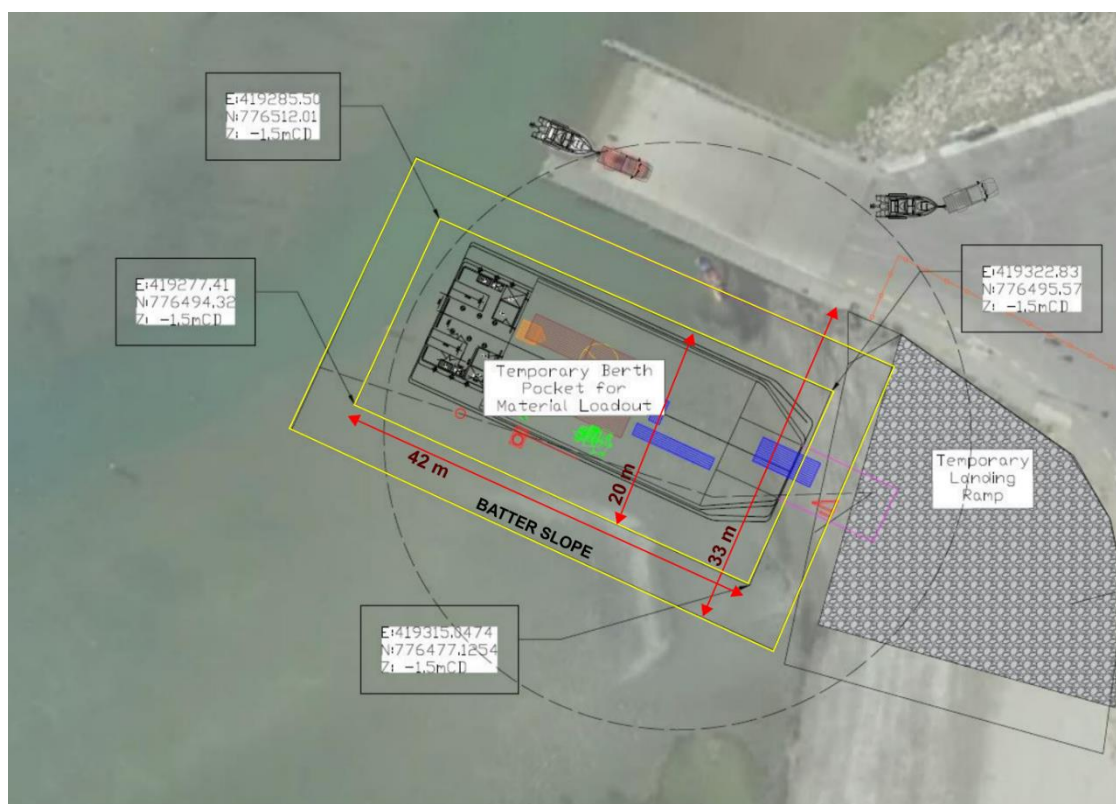 E:419285.50
N:776512.01
Z: -1.5mCD
E:419277.41
N:776494.32
Z: -1.5mCD
E:419322.83
N:776495.57
Z: -1.5mCD
Temporary Berth
Pocket for
Material Loadout
Temporary
Landing
Ramp
42 m
20 m
33 m
BATTER SLOPE
E:419315.0474
N:776477.1254
Z: -1.5mCD